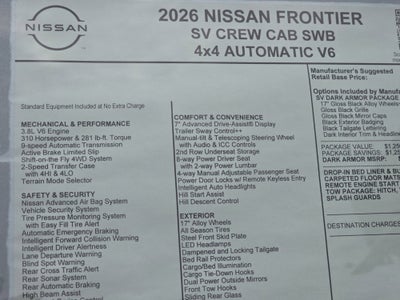 NISSAN
2026 NISSAN FRONTIER
SV CREW CAB SWB
4x4 AUTOMATIC V6
Standard Equipment Included at No Extra Charge
MECHANICAL & PERFORMANCE
3.8L V6 Engine
310 Horsepower & 281 lb-ft. Torque
9-speed Automatic Transmission
Active Brake Limited Slip
Shift-on the Fly 4WD System
2-Speed Transfer Case
with 4HI & 4LO
Terrain Mode Selector
SAFETY & SECURITY
Nissan Advanced Air Bag System
Vehicle Security System
Tire Pressure Monitoring System
with Easy Fill Tire Alert
Automatic Emergency Braking
Intelligent Forward Collision Warning
Intelligent Driver Alertness
Lane Departure Warning
Blind Spot Warning
Rear Cross Traffic Alert
Rear Sonar System
Rear Automatic Braking
High Beam Assist
COMFORT & CONVENIENCE
7" Advanced Drive-Assist® Display
Trailer Sway Control++
Manual-tilt & Telescoping Steering Wheel
with Audio & ICC Controls
2nd Row Underseat Storage
8-way Power Driver Seat
with 2-way Power Lumbar
4-way Manual Adjustable Passenger Seat
Power Door Locks w/ Remote Keyless Entry
Intelligent Auto Headlights
Hill Start Assist
Hill Descent Control
EXTERIOR
17" Alloy Wheels
All Season Tires
Steel Front Skid Plate
LED Headlamps
Dampened and Locking Tailgate
Bed Rail Protectors
Cargo/Bed Illumination
Cargo Tie-Down Hooks
Dual Power Outside Mirrors
Front Tow Hooks
Sliding Rear Glass
Manufacturer's Suggested
Retail Base Price:
Options Included by Manuf
SV DARK ARMOR PACKAGE
17" Gloss Black Alloy Wheels
Gloss Black Grille
Gloss Black Mirror Caps
Black Exterior Badging
Black Tailgate Lettering
Dark Interior Trim &
PACKAGE VALUE: $1,25
PACKAGE SAVINGS: $1,25
DARK ARMOR MSRP:
DROP-IN BED LINER & BL
CARPETED FLOOR MATS
REMOTE ENGINE START
TOW PACKAGE: HITCH,
SPLASH GUARDS
DESTINATION CHARGES